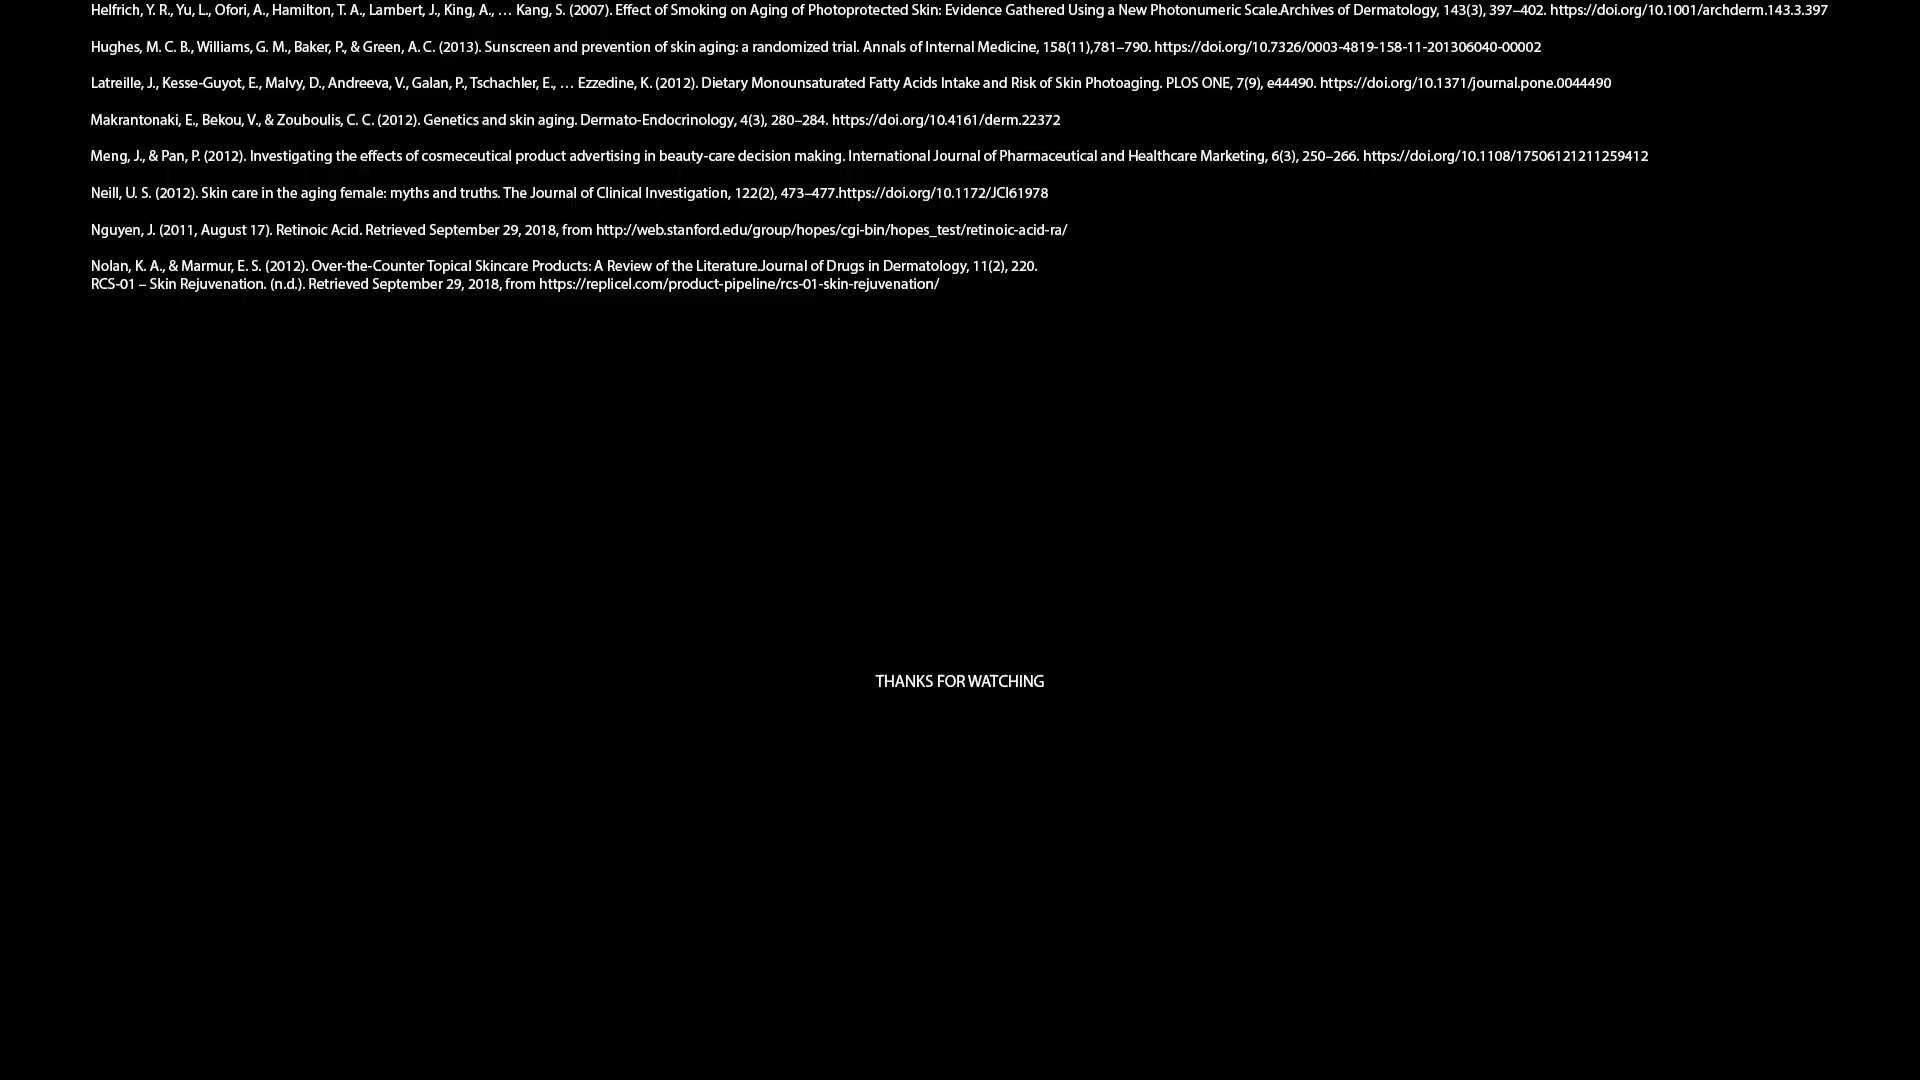 Helfrich, Y. R., Yu, L., Ofori, A., Hamilton, T. A., Lambert, J., King, A., … Kang, S. (2007). Effect of Smoking on Aging of Photoprotected Skin: Evidence Gathered Using a New Photonumeric Scale.Archives of Dermatology, 143(3), 397–402. https://doi.org/10.1001/archderm.143.3.397
Hughes, M. C. B., Williams, G. M., Baker, P., & Green, A. C. (2013). Sunscreen and prevention of skin aging: a randomized trial. Annals of Internal Medicine, 158(11),781–790. https://doi.org/10.7326/0003-4819-158-11-201306040-00002
Latreille, J., Kesse-Guyot, E., Malvy, D., Andreeva, V., Galan, P., Tschachler, E., … Ezzedine, K. (2012). Dietary Monounsaturated Fatty Acids Intake and Risk of Skin Photoaging. PLOS ONE, 7(9), e44490. https://doi.org/10.1371/journal.pone.0044490
Makrantonaki, E., Bekou, V., & Zouboulis, C. C. (2012). Genetics and skin aging. Dermato-Endocrinology, 4(3), 280–284. https://doi.org/10.4161/derm.22372
Meng, J., & Pan, P. (2012). Investigating the effects of cosmeceutical product advertising in beauty-care decision making. International Journal of Pharmaceutical and Healthcare Marketing, 6(3), 250–266. https://doi.org/10.1108/17506121211259412
Neill, U. S. (2012). Skin care in the aging female: myths and truths. The Journal of Clinical Investigation, 122(2), 473–477.https://doi.org/10.1172/JCI61978
Nguyen, J. (2011, August 17). Retinoic Acid. Retrieved September 29, 2018, from http://web.stanford.edu/group/hopes/cgi-bin/hopes_test/retinoic-acid-ra/
Nolan, K. A., & Marmur, E. S. (2012). Over-the-Counter Topical Skincare Products: A Review of the Literature.Journal of Drugs in Dermatology, 11(2), 220.
RCS-01 – Skin Rejuvenation. (n.d.). Retrieved September 29, 2018, from https://replicel.com/product-pipeline/rcs-01-skin-rejuvenation/
THANKS FOR WATCHING